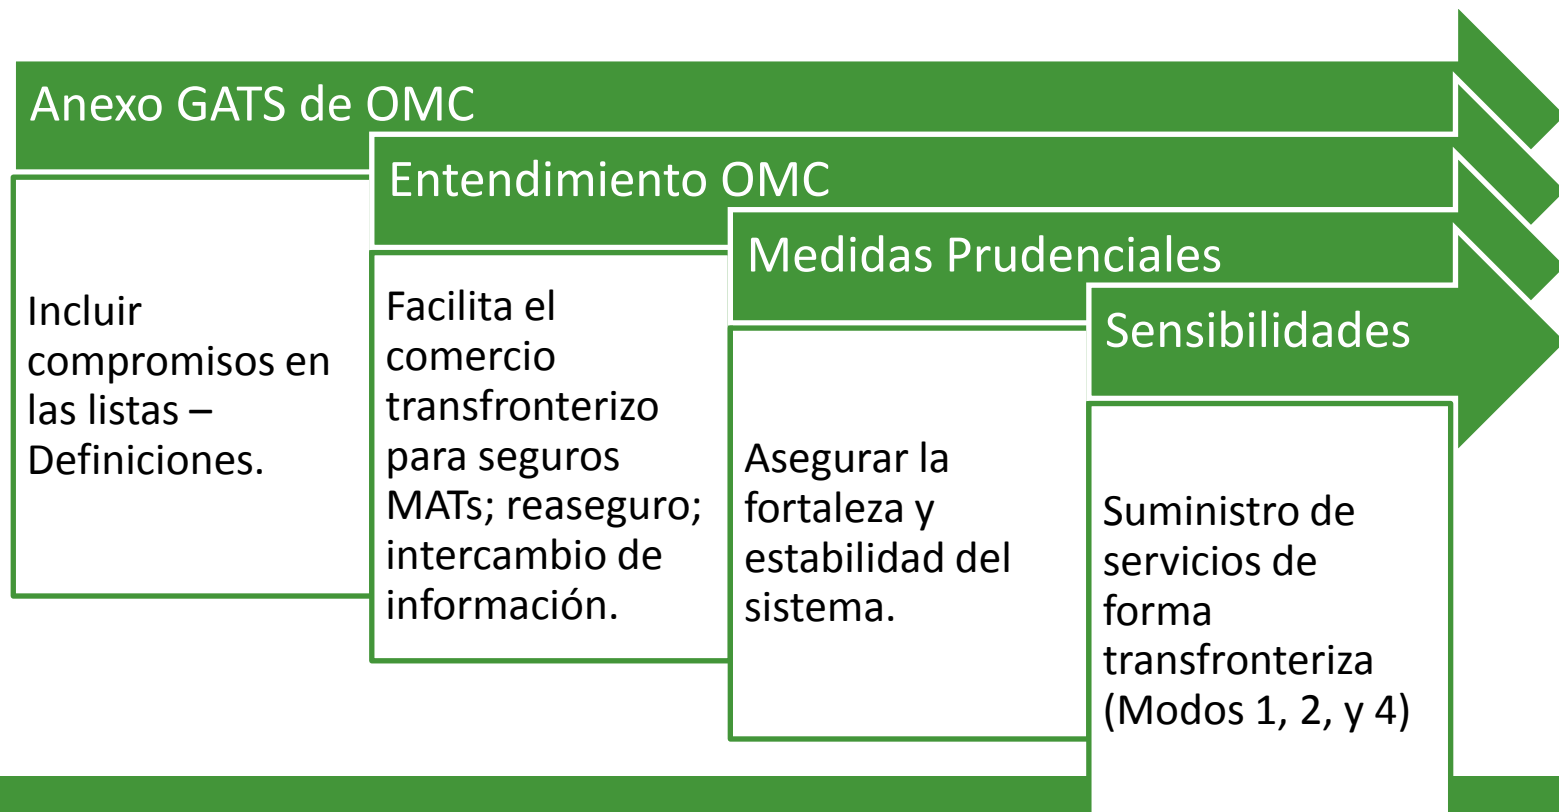 Anexo GATS de OMC
Incluir
compromisos en
las listas –
Definiciones.
Entendimiento OMC
Facilita el
comercio
transfronterizo
para seguros
MATs; reaseguro;
intercambio de
información.
Medidas Prudenciales
Asegurar la
fortaleza y
estabilidad del
sistema.
Sensibilidades
Suministro de
servicios de
forma
transfronteriza
(Modos 1, 2, y 4)